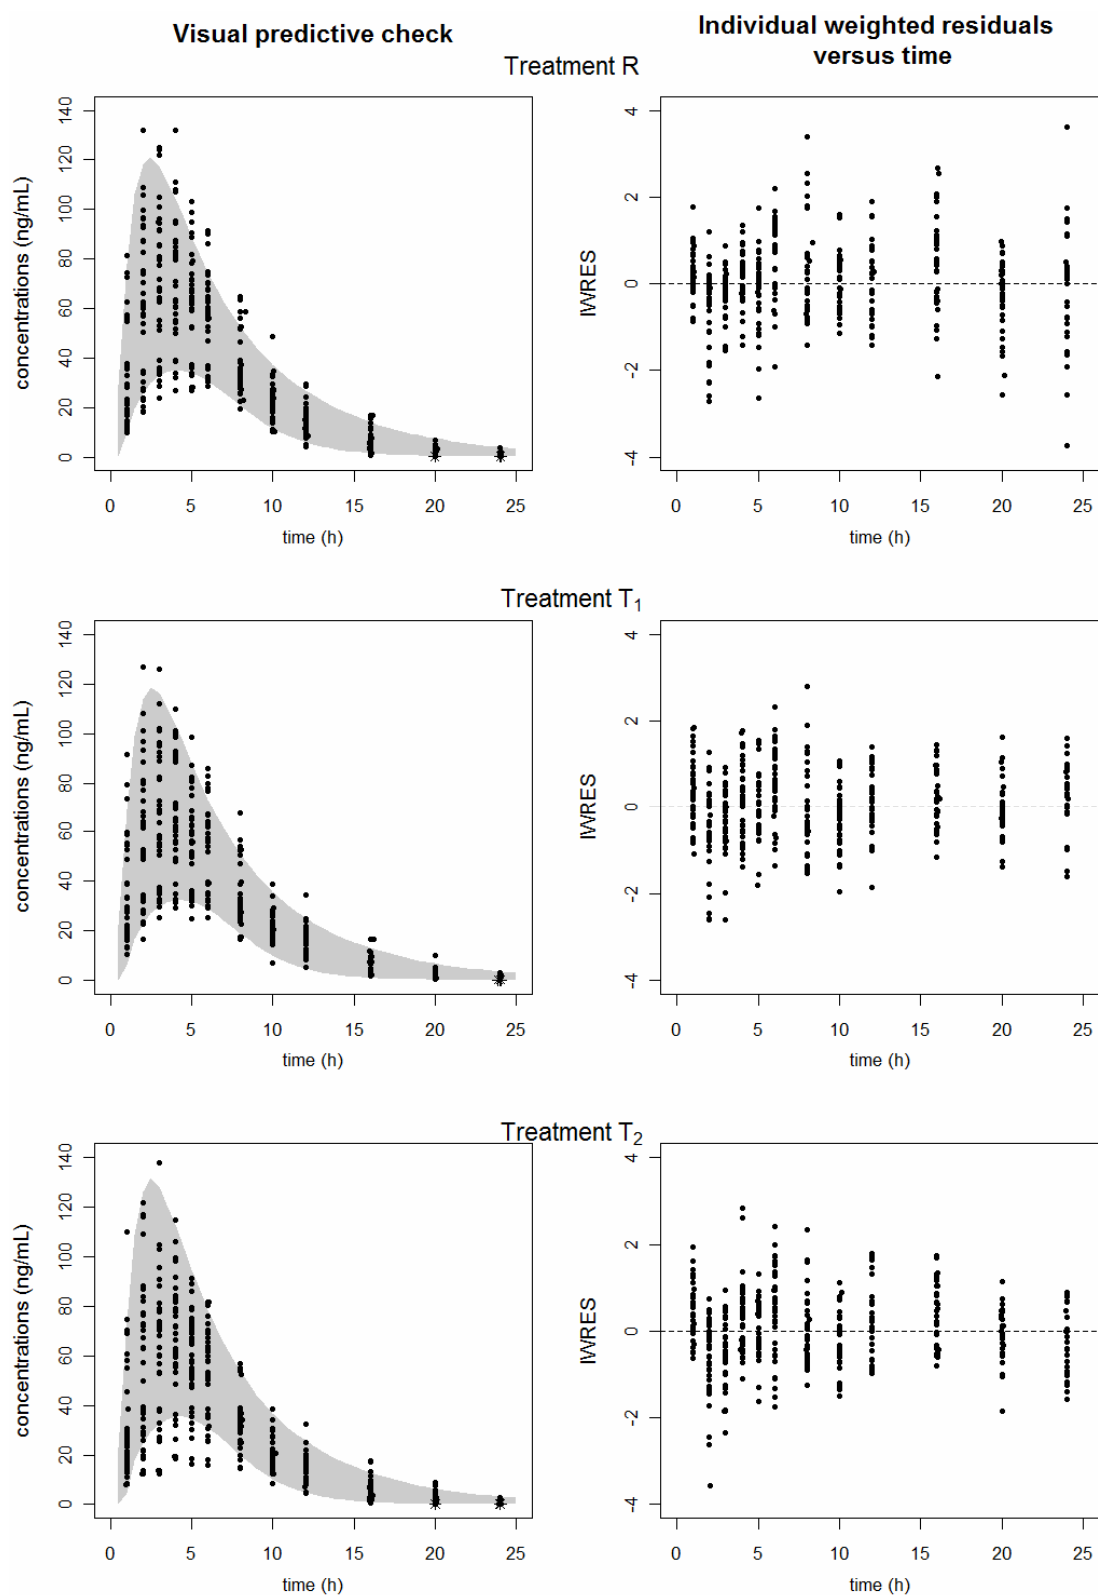 Visual predictive check
Individual weighted residuals
versus time
Treatment R
concentrations (ng/mL)
140
120
100
80
60
40
20
0
0 5 10 15 20 25
time (h)
IWRES
4
2
0
-2
-4
0 5 10 15 20 25
time (h)
Treatment T1
concentrations (ng/mL)
140
120
100
80
60
40
20
0
0 5 10 15 20 25
time (h)
IWRES
4
2
0
-2
-4
0 5 10 15 20 25
time (h)
Treatment T2
concentrations (ng/mL)
140
120
100
80
60
40
20
0
0 5 10 15 20 25
time (h)
IWRES
4
2
0
-2
-4
0 5 10 15 20 25
time (h)